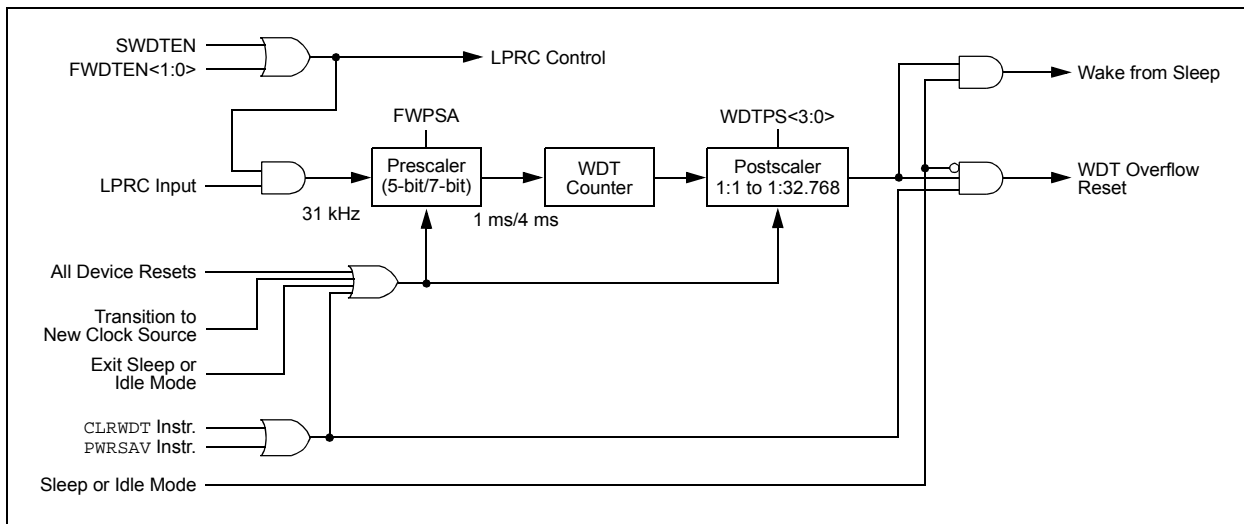 SWDTEN
FWDTEN<1:0>
LPRC Control
Wake from Sleep
FWPSA
WDTPS<3:0>
LPRC Input
Prescaler
(5-bit/7-bit)
WDT
Counter
Postscaler
1:1 to 1:32.768
WDT Overflow
Reset
31 kHz
1 ms/4 ms
All Device Resets
Transition to
New Clock Source
Exit Sleep or
Idle Mode
CLRWDT Instr.
PWRSAV Instr.
Sleep or Idle Mode